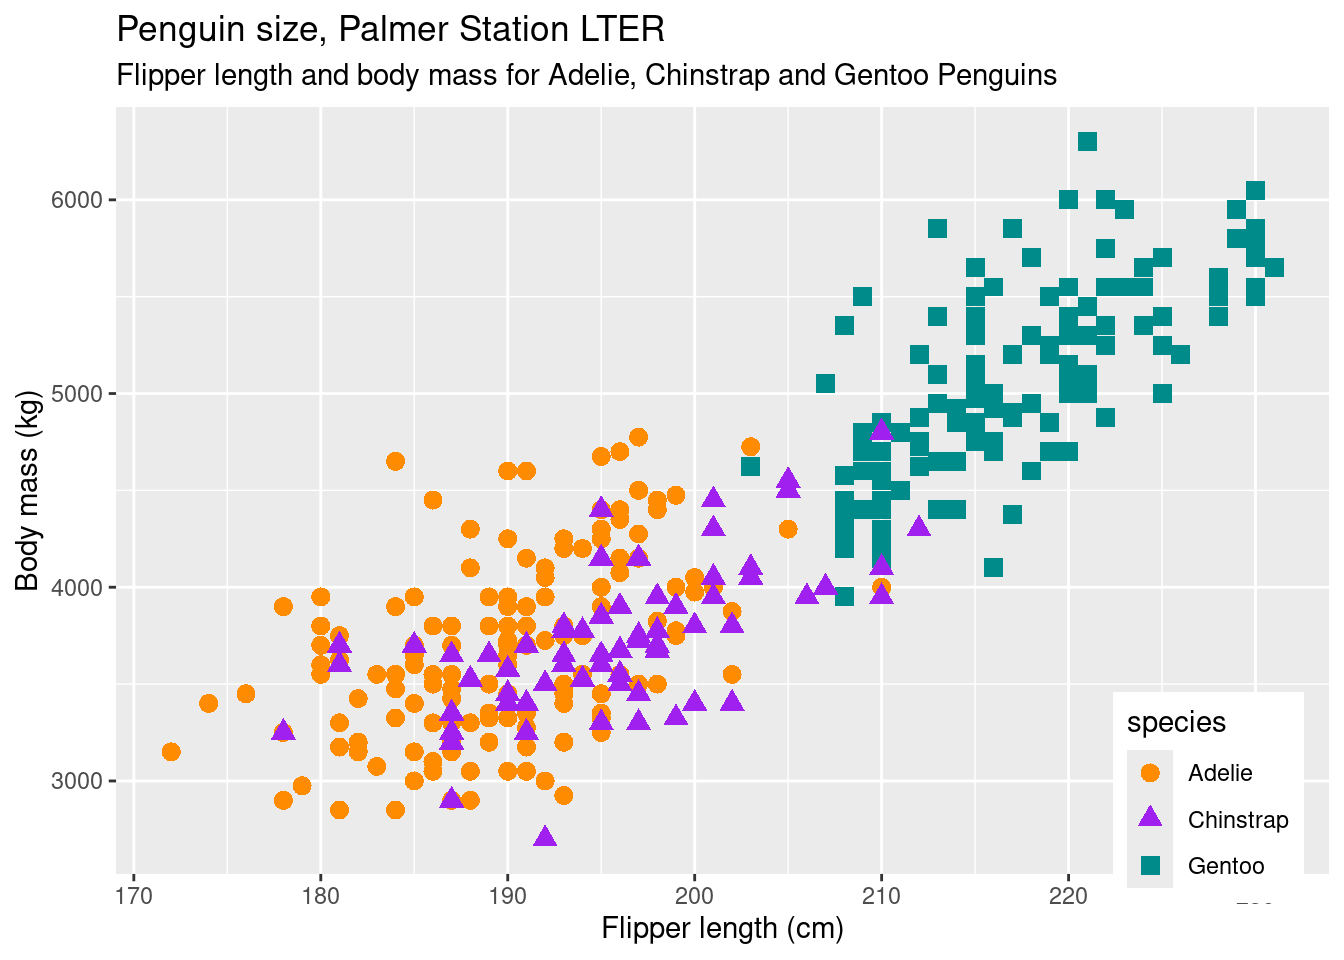 Penguin size, Palmer Station LTER
Flipper length and body mass for Adelie, Chinstrap and Gentoo Penguins
Body mass (kg)
6000
5000
4000
3000
species
Adelie
Chinstrap
Gentoo
170 180 190 200 210 220
Flipper length (cm)